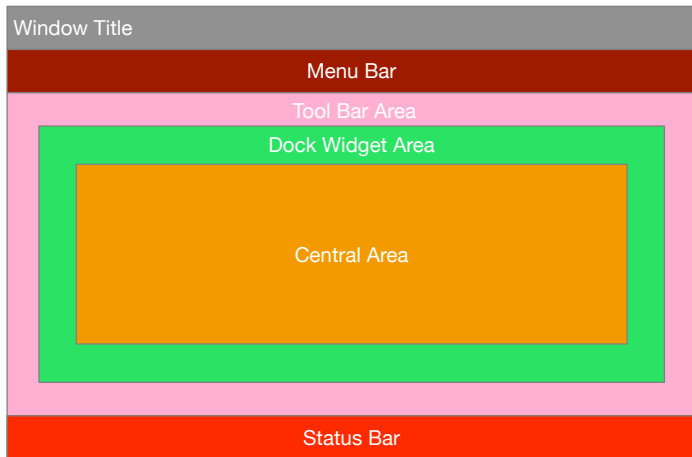 Window Title
Menu Bar
Tool Bar Area
Dock Widget Area
Central Area
Status Bar